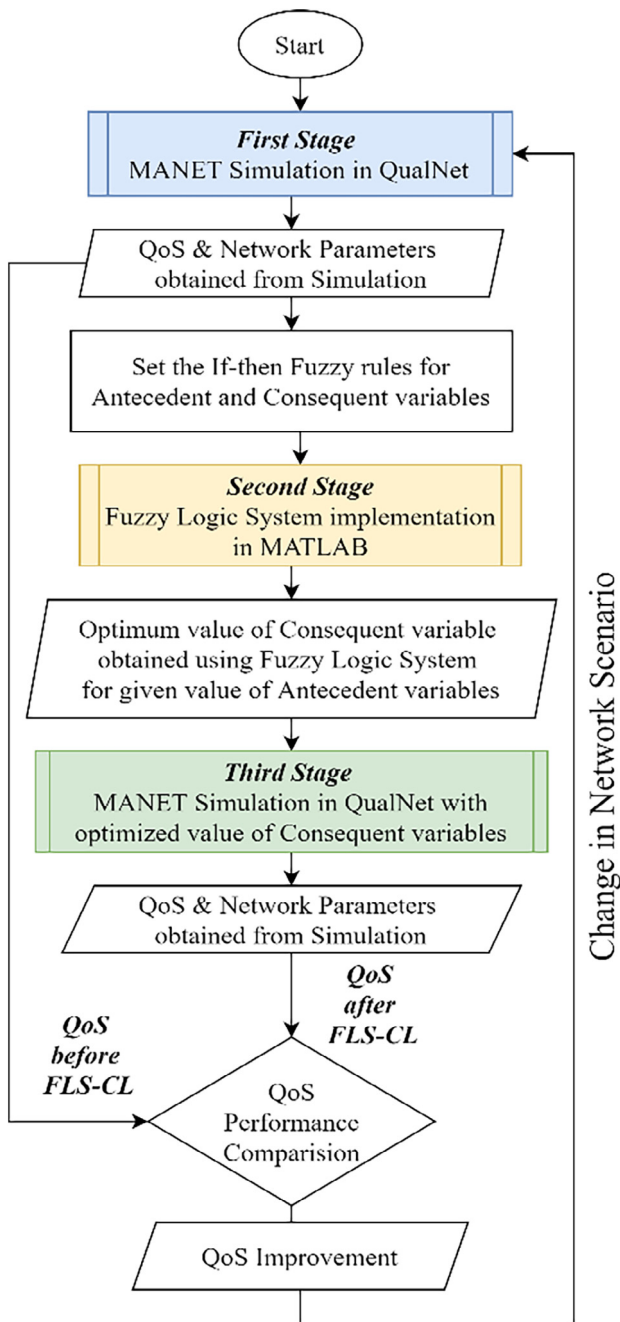 Start
First Stage
MANET Simulation in QualNet
QoS & Network Parameters
obtained from Simulation
Set the If-then Fuzzy rules for
Antecedent and Consequent variables
Second Stage
Fuzzy Logic System implementation
in MATLAB
Optimum value of Consequent variable
obtained using Fuzzy Logic System
for given value of Antecedent variables
Third Stage
MANET Simulation in QualNet with
optimized value of Consequent variables
QoS & Network Parameters
obtained from Simulation
QoS
after
FLS-CL
QoS
before
FLS-CL
QoS
Performance
Comparision
QoS Improvement
Change in Network Scenario